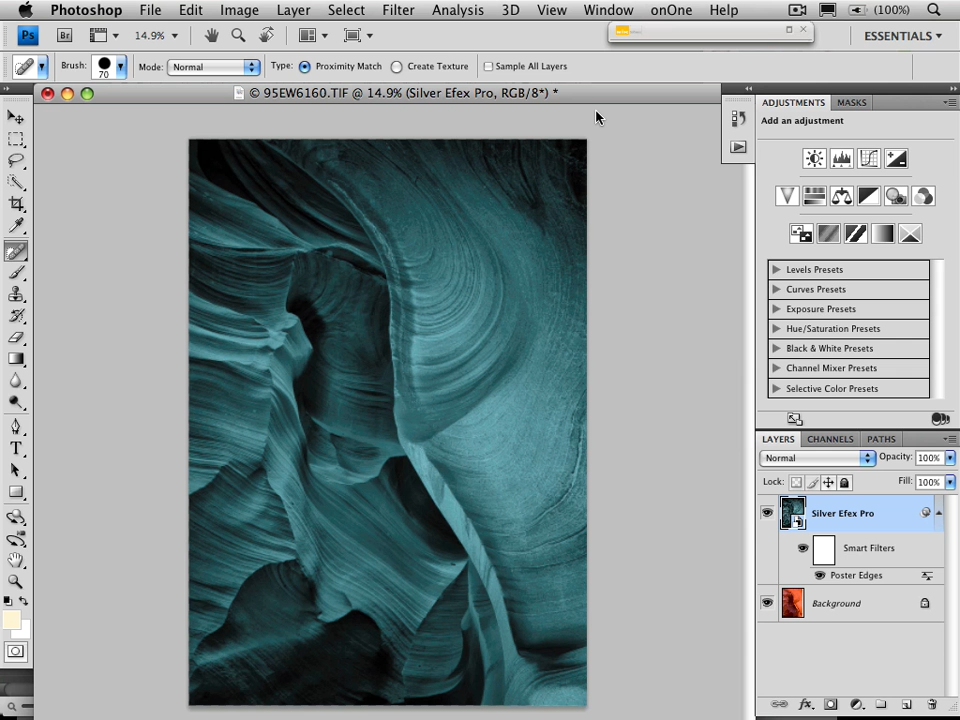 Photoshop File Edit Image Layer Select Filter Analysis 3D View Window onOne Help (100%)
Ps Br 14.9% ESSENTIALS
Brush: 70 Mode: Normal Type: Proximity Match Create Texture Sample All Layers
© 95EW6160.TIF @ 14.9% (Silver Efex Pro, RGB/8*) *
ADJUSTMENTS MASKS
Add an adjustment
Levels Presets
Curves Presets
Exposure Presets
Hue/Saturation Presets
Black & White Presets
Channel Mixer Presets
Selective Color Presets
LAYERS CHANNELS PATHS
Normal Opacity: 100%
Lock: Fill: 100%
Silver Efex Pro
Smart Filters
Poster Edges
Background
fx